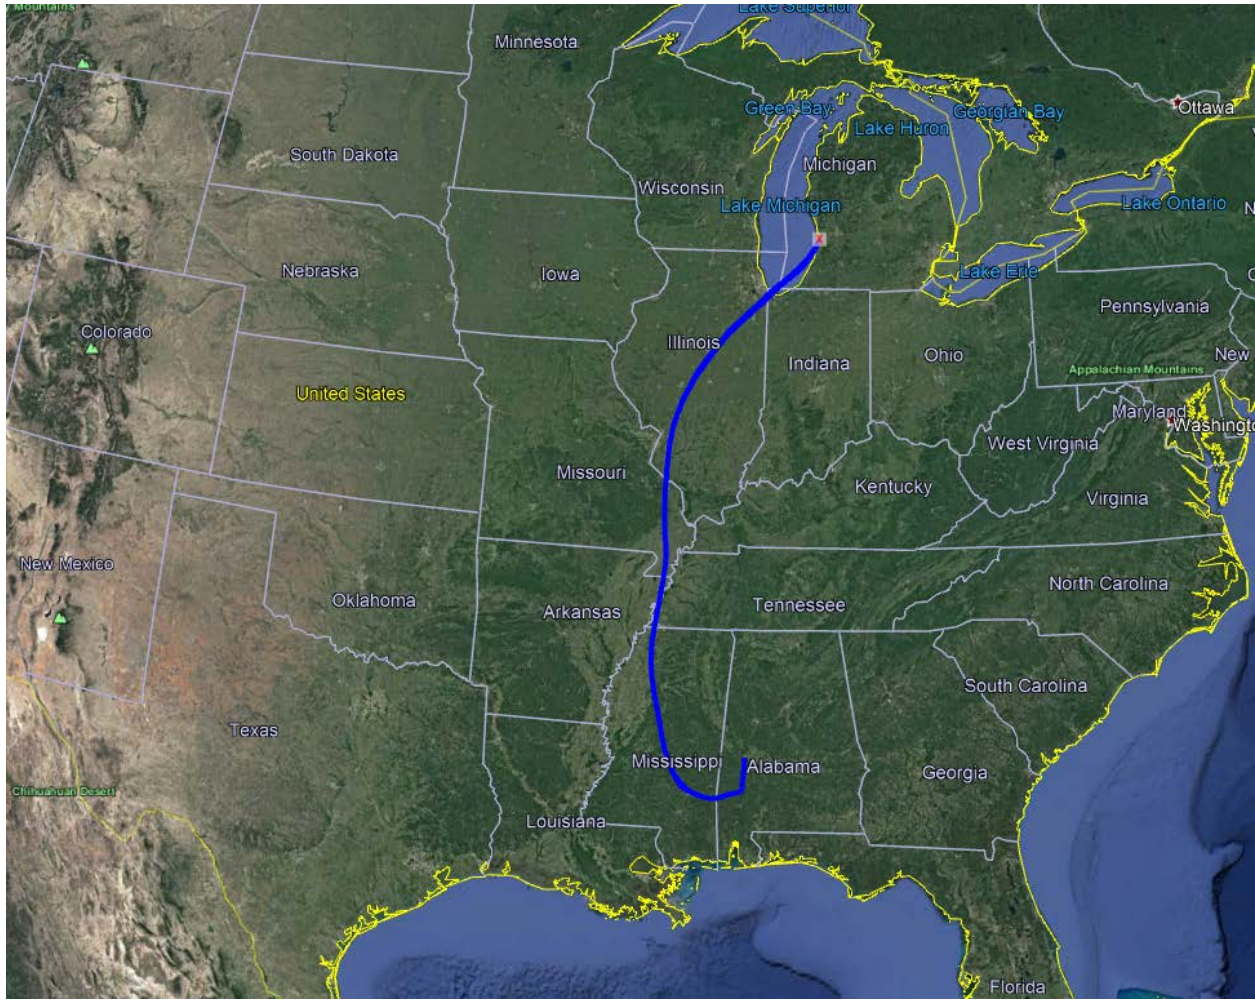 Mountains
Minnesota
Lake Superior
Ottawa
Green Bay
Georgian Bay
Lake Huron
South Dakota
Michigan
Wisconsin
Lake Michigan
Lake Ontario
N
X
Nebraska
Iowa
Lake Erie
Pennsylvania
Colorado
Illinois
Indiana
Ohio
New
Appalachian Mountains
United States
Maryland
Washingto
West Virginia
Missouri
Kentucky
Virginia
New Mexico
North Carolina
Oklahoma
Arkansas
Tennessee
South Carolina
Texas
Mississippi
Alabama
Georgia
Chihuahuan Desert
Louisiana
Florida